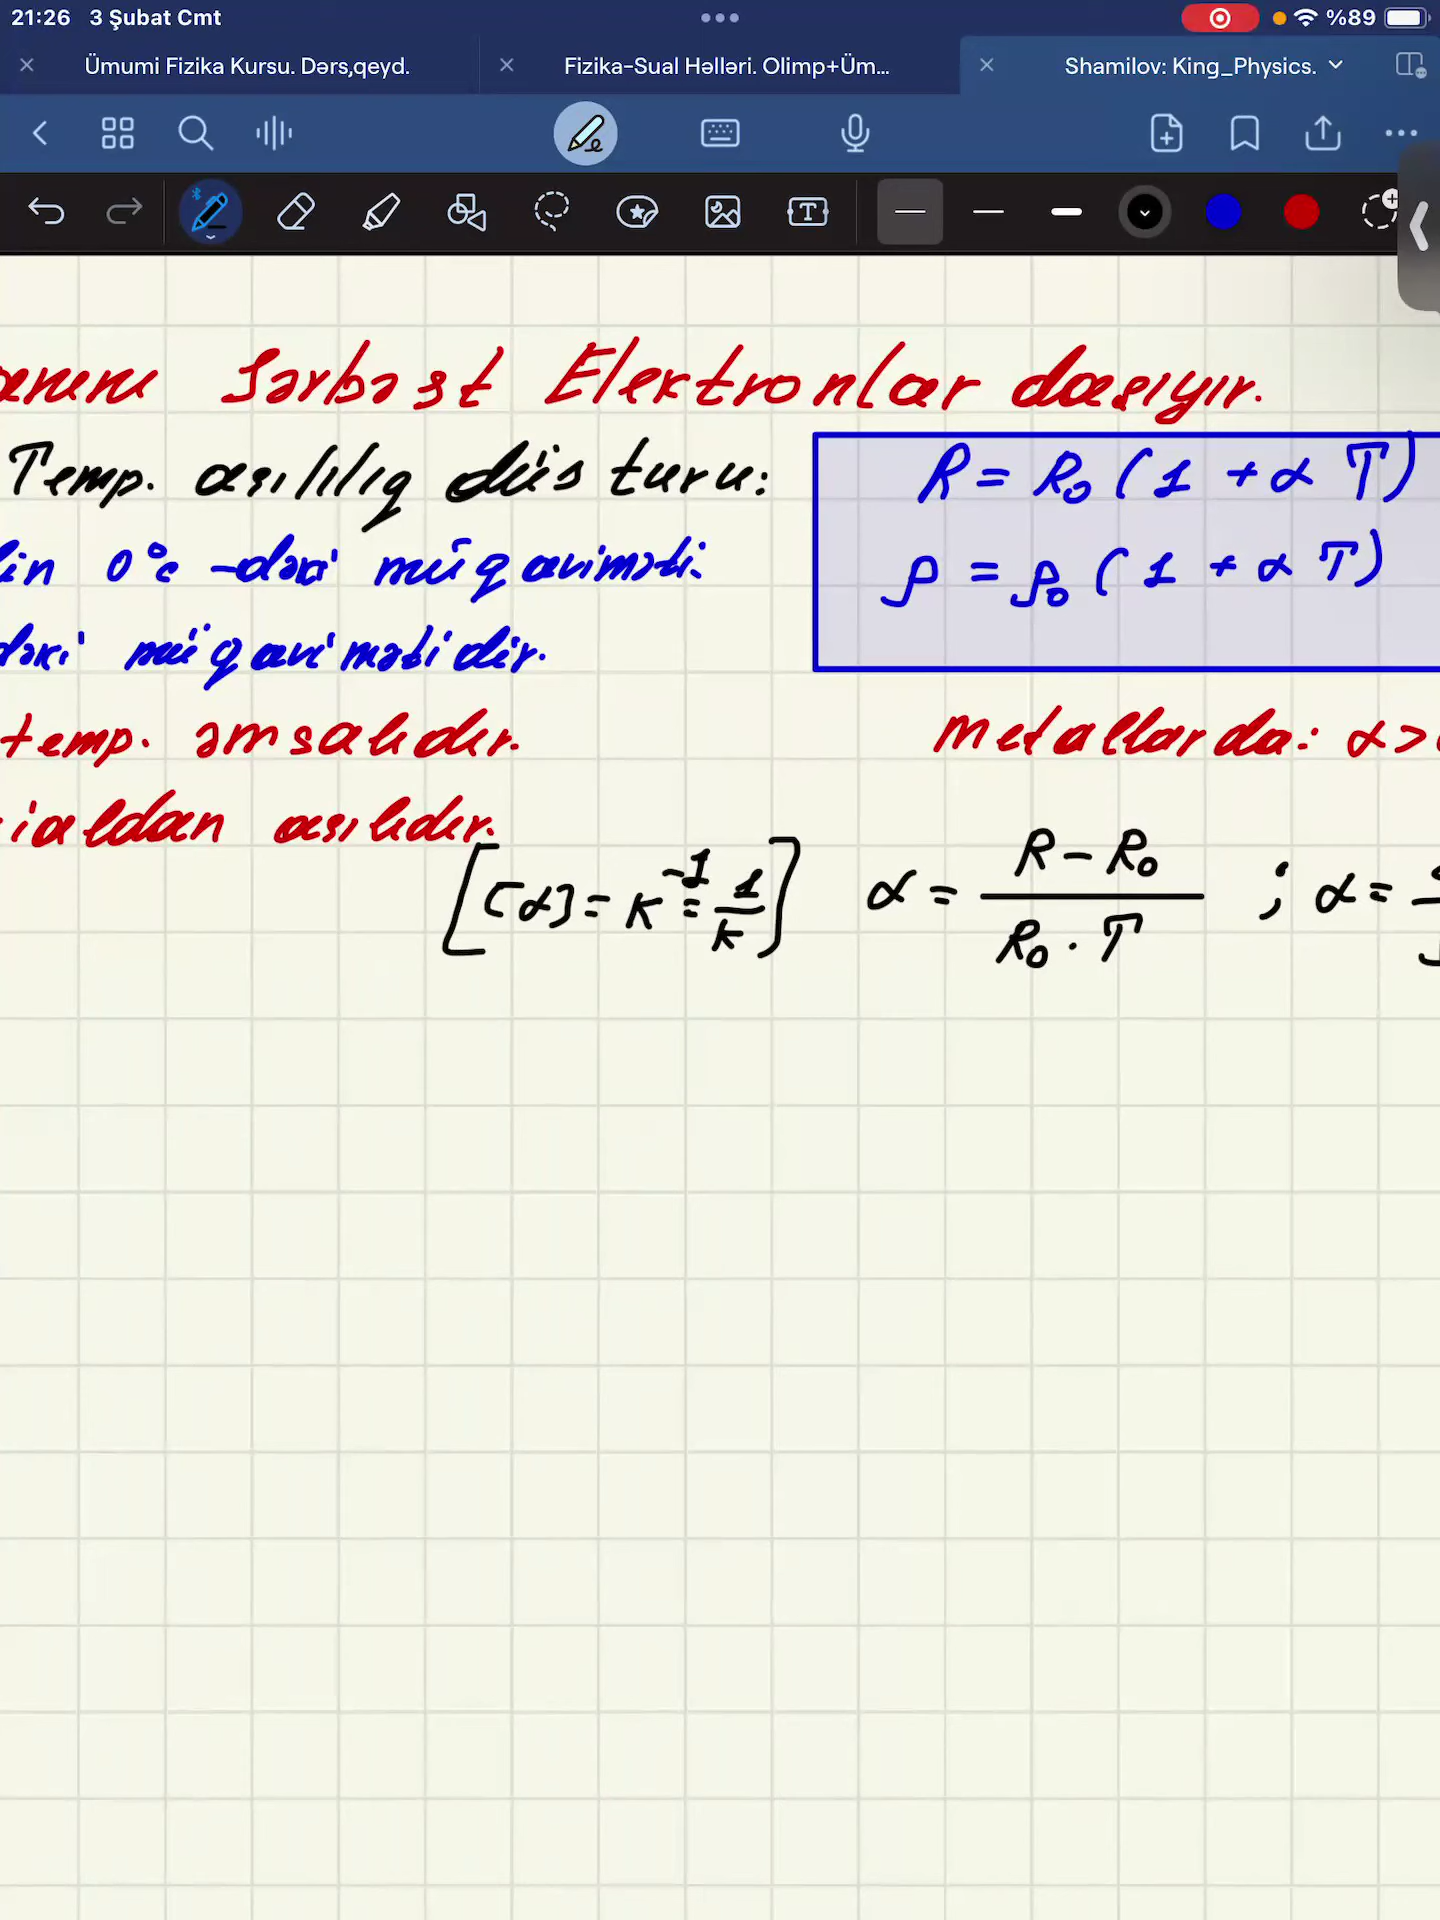 21:26 3 Şubat Cmt %89
Ümumi Fizika Kursu. Dərs,qeyd. Fizika-Sual Həlləri. Olimp+Üm... Shamilov: King_Physics.
Sərbəst Elektronlar daşıyır.
Temp. asılılıq düsturu: R = R₀ (1 + α T)
0°c -dəki müqaviməti. ρ = ρ₀ (1 + α T)
müqavimətidir.
temp. əmsalıdır. metallarda: α >
asılıdır.
[[α] = K⁻¹ = 1/K] α = (R - R₀)/(R₀ · T) ; α =